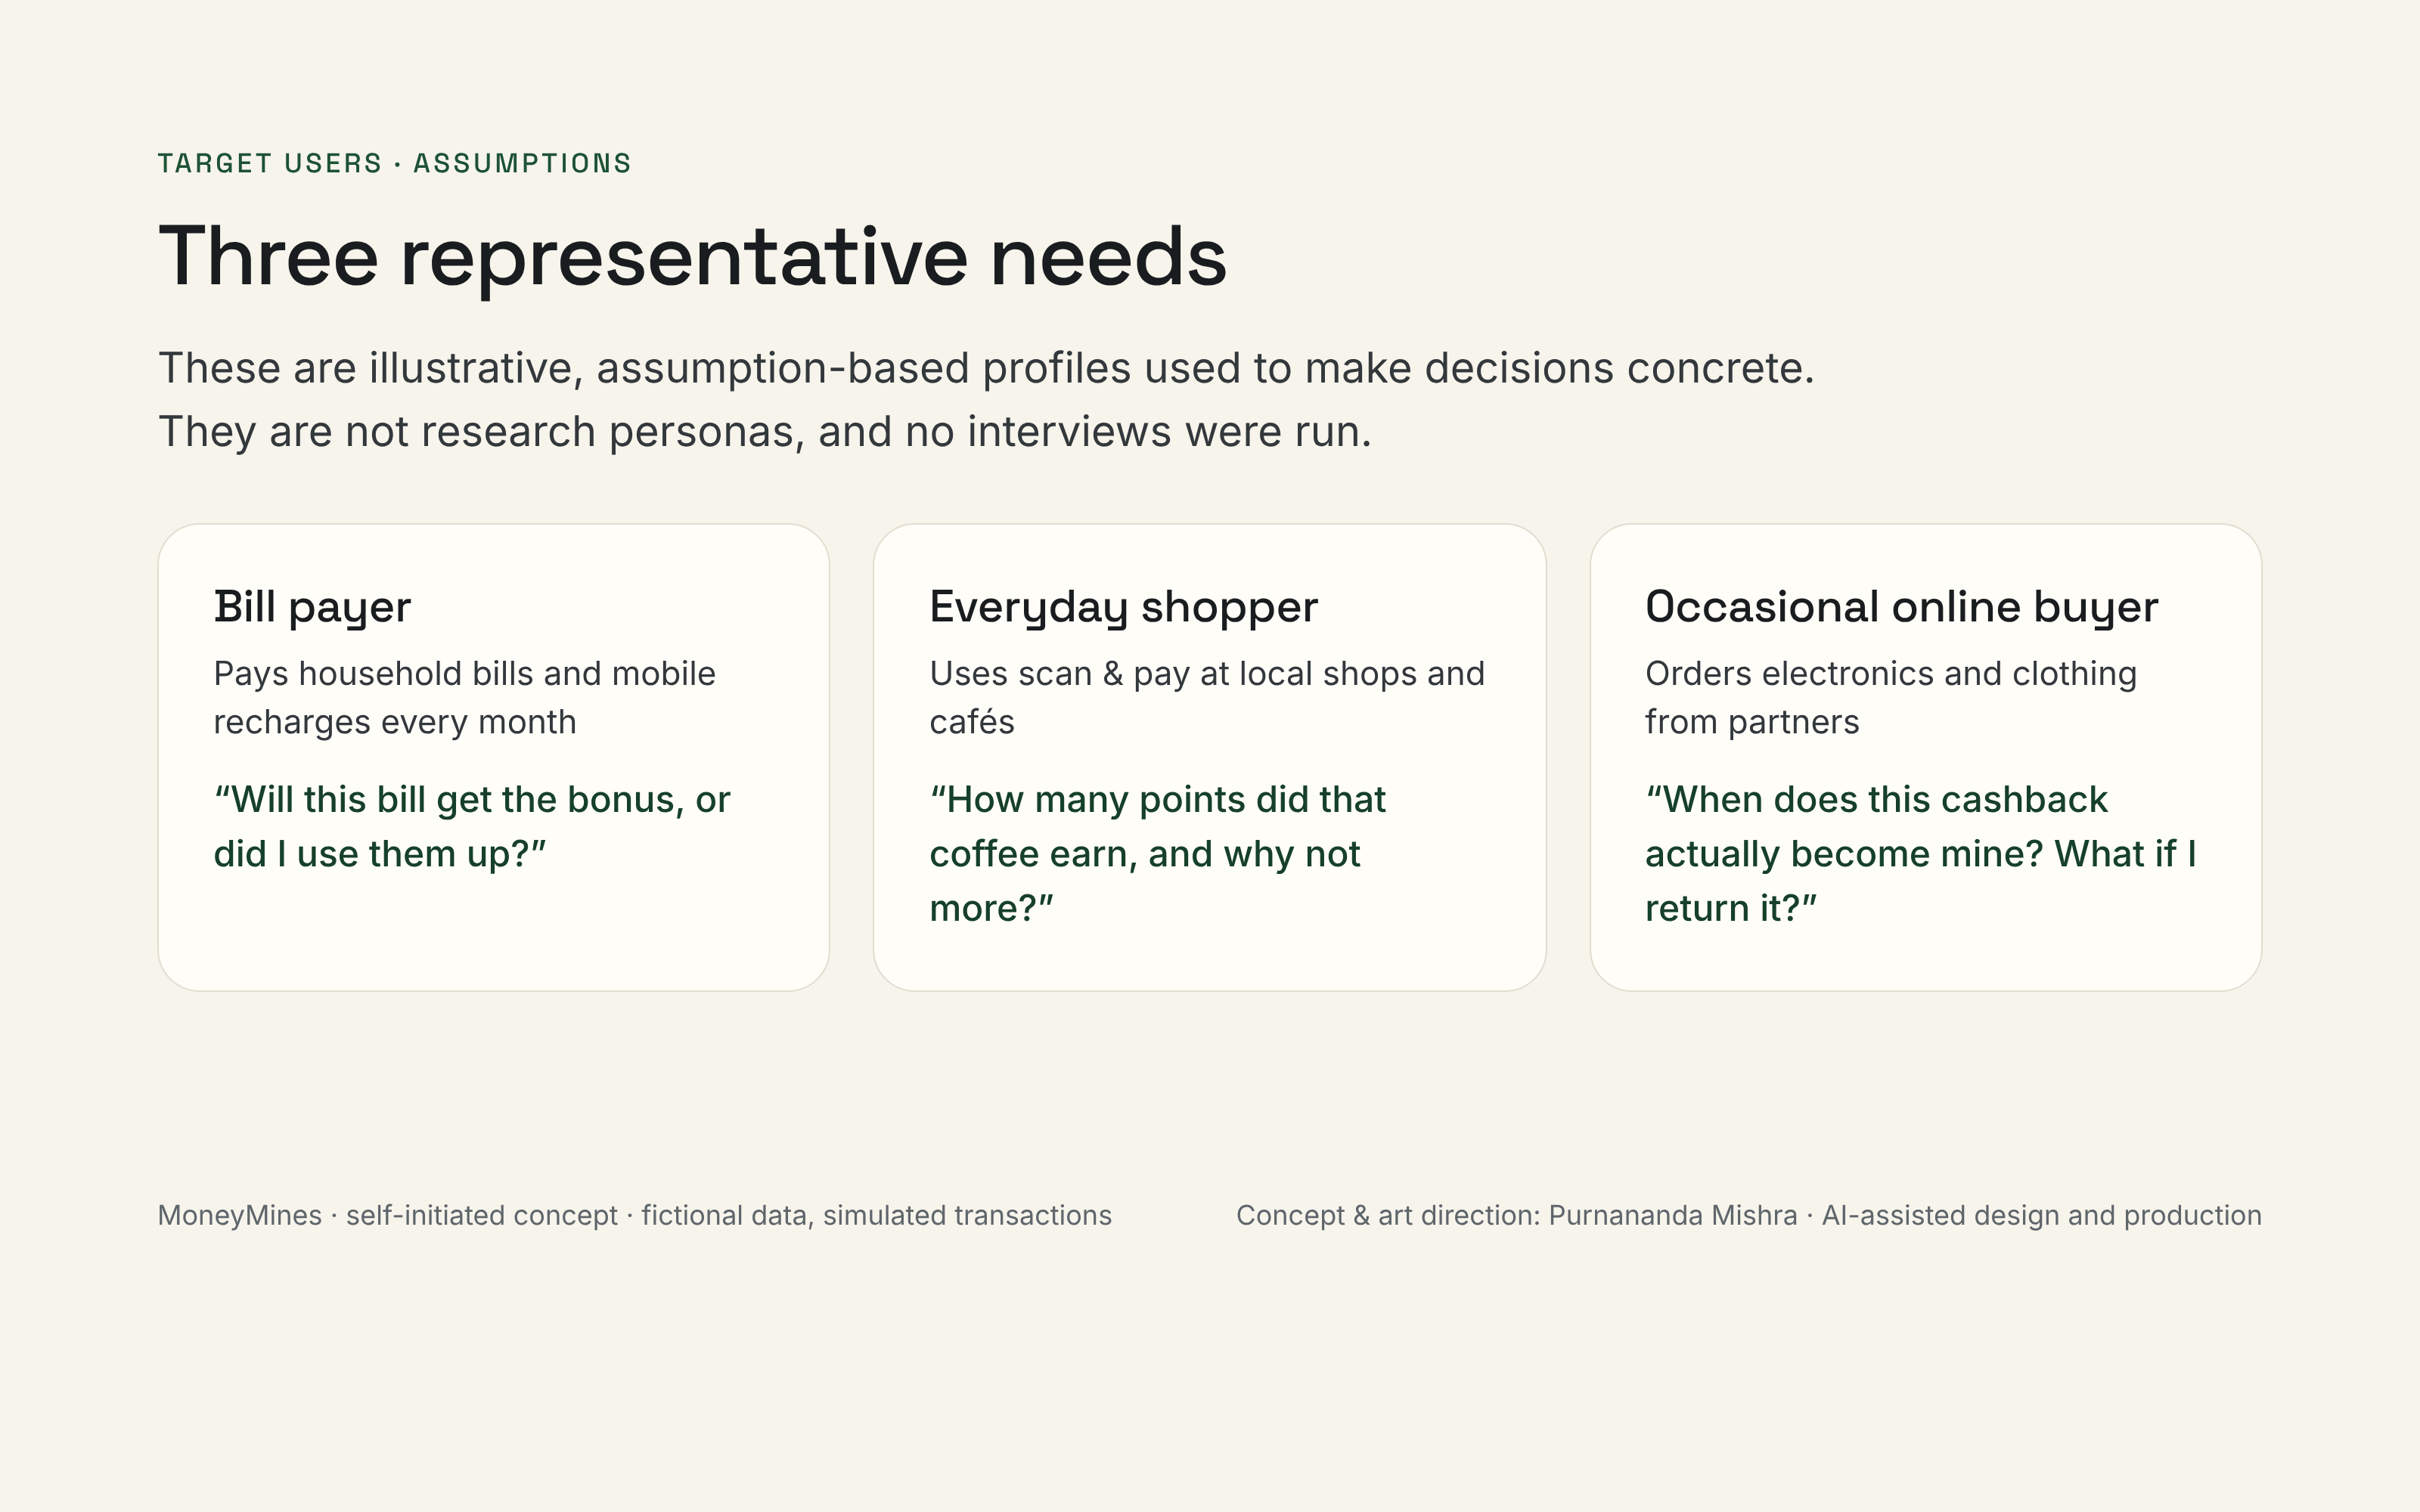 TARGET USERS · ASSUMPTIONS
Three representative needs
These are illustrative, assumption-based profiles used to make decisions concrete.
They are not research personas, and no interviews were run.
Bill payer
Pays household bills and mobile
recharges every month
“Will this bill get the bonus, or
did I use them up?”
Everyday shopper
Uses scan & pay at local shops and
cafés
“How many points did that
coffee earn, and why not
more?”
Occasional online buyer
Orders electronics and clothing
from partners
“When does this cashback
actually become mine? What if I
return it?”
MoneyMines · self-initiated concept · fictional data, simulated transactions
Concept & art direction: Purnananda Mishra · AI-assisted design and production